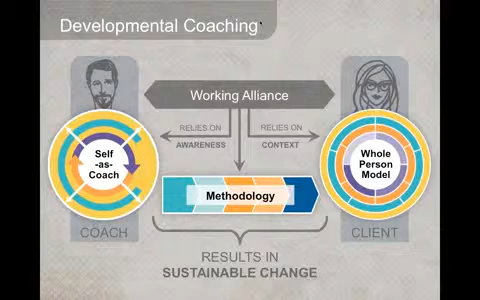 Developmental Coaching
Working Alliance
RELIES ON
AWARENESS
RELIES ON
CONTEXT
Self
-as-
Coach
Whole
Person
Model
Methodology
COACH
CLIENT
RESULTS IN
SUSTAINABLE CHANGE